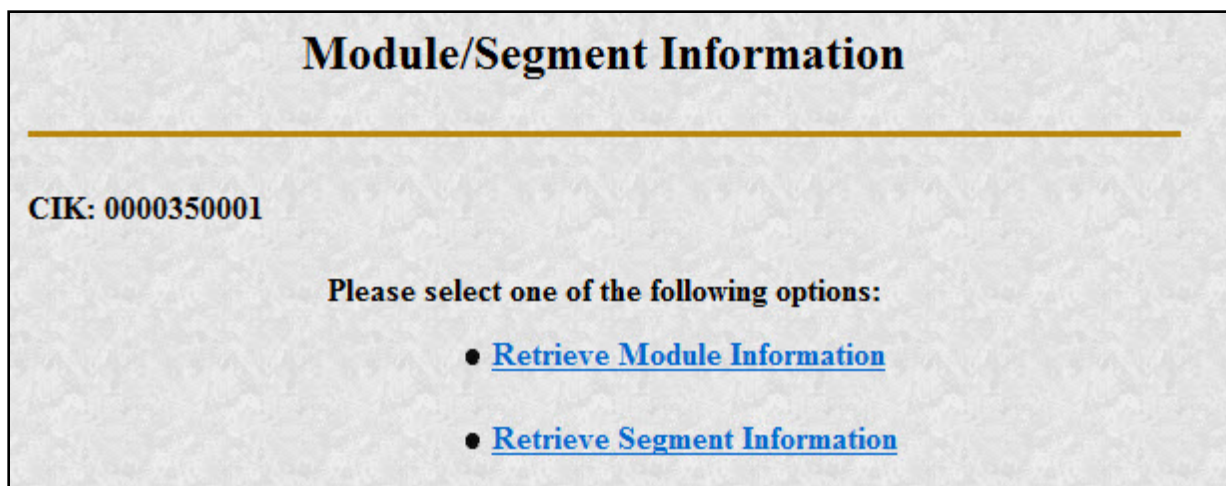 Module/Segment Information
CIK: 0000350001
Please select one of the following options:
Retrieve Module Information
Retrieve Segment Information